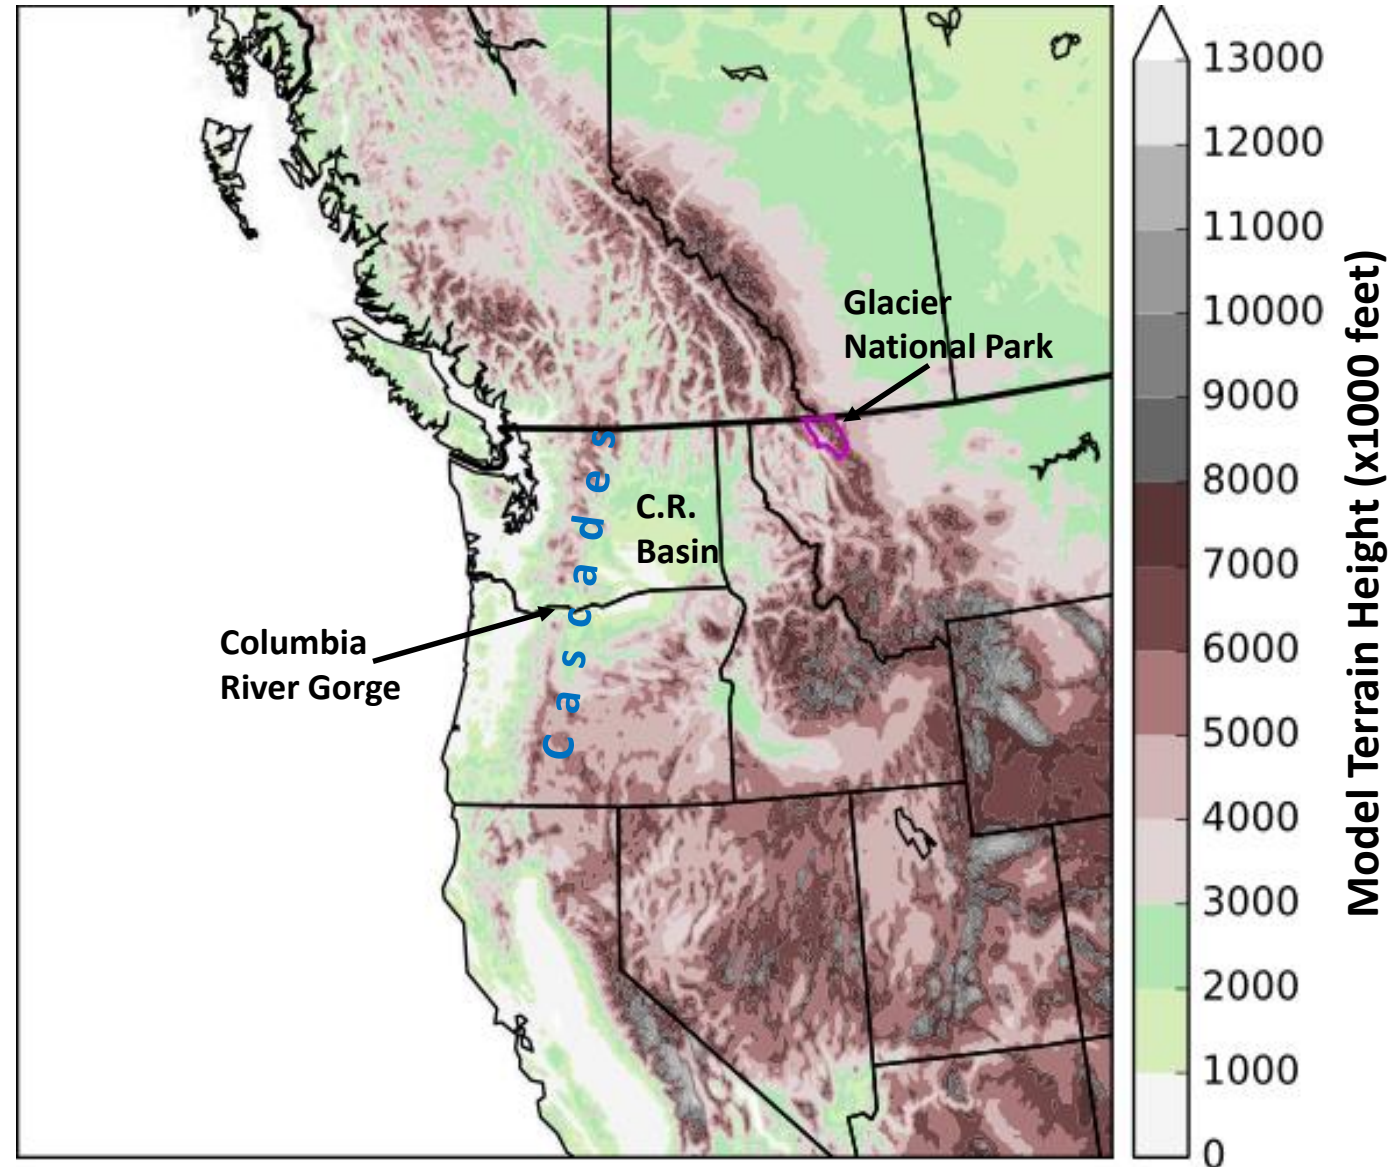 Glacier
National Park
C.R.
Basin
Cascades
Columbia
River Gorge
13000
12000
11000
10000
9000
8000
7000
6000
5000
4000
3000
2000
1000
0
Model Terrain Height (x1000 feet)